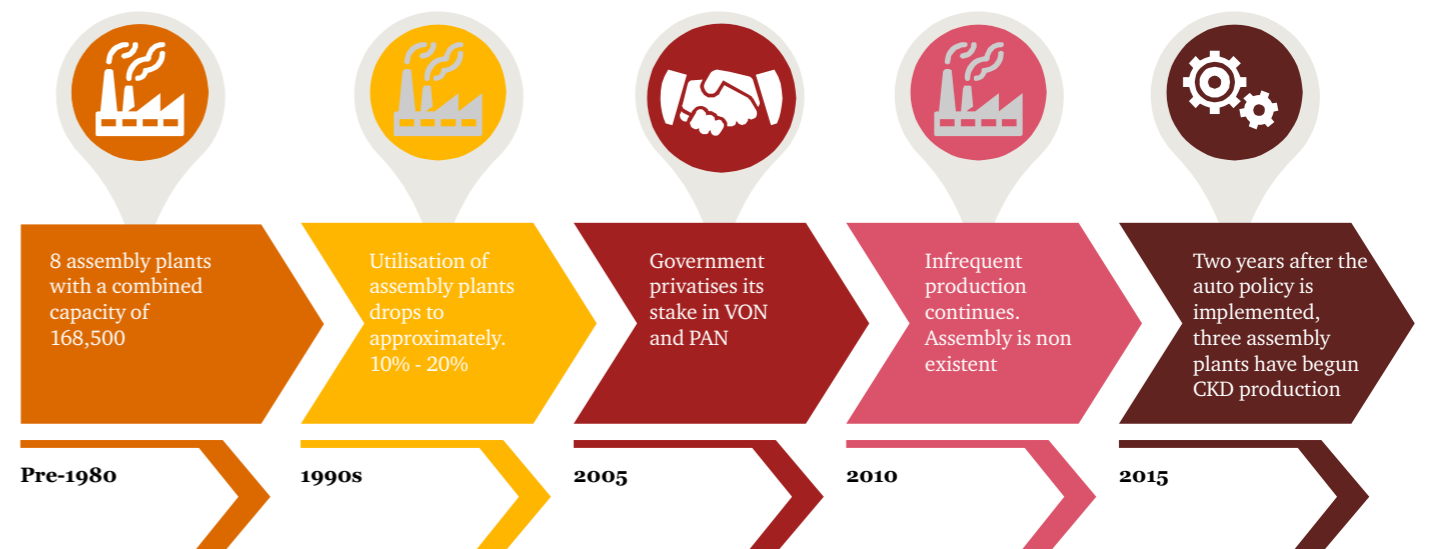 8 assembly plants
with a combined
capacity of
168,500
Utilisation of
assembly plants
drops to
approximately.
10% - 20%
Government
privatises its
stake in VON
and PAN
Infrequent
production
continues.
Assembly is non
existent
Two years after the
auto policy is
implemented,
three assembly
plants have begun
CKD production
Pre-1980
1990s
2005
2010
2015